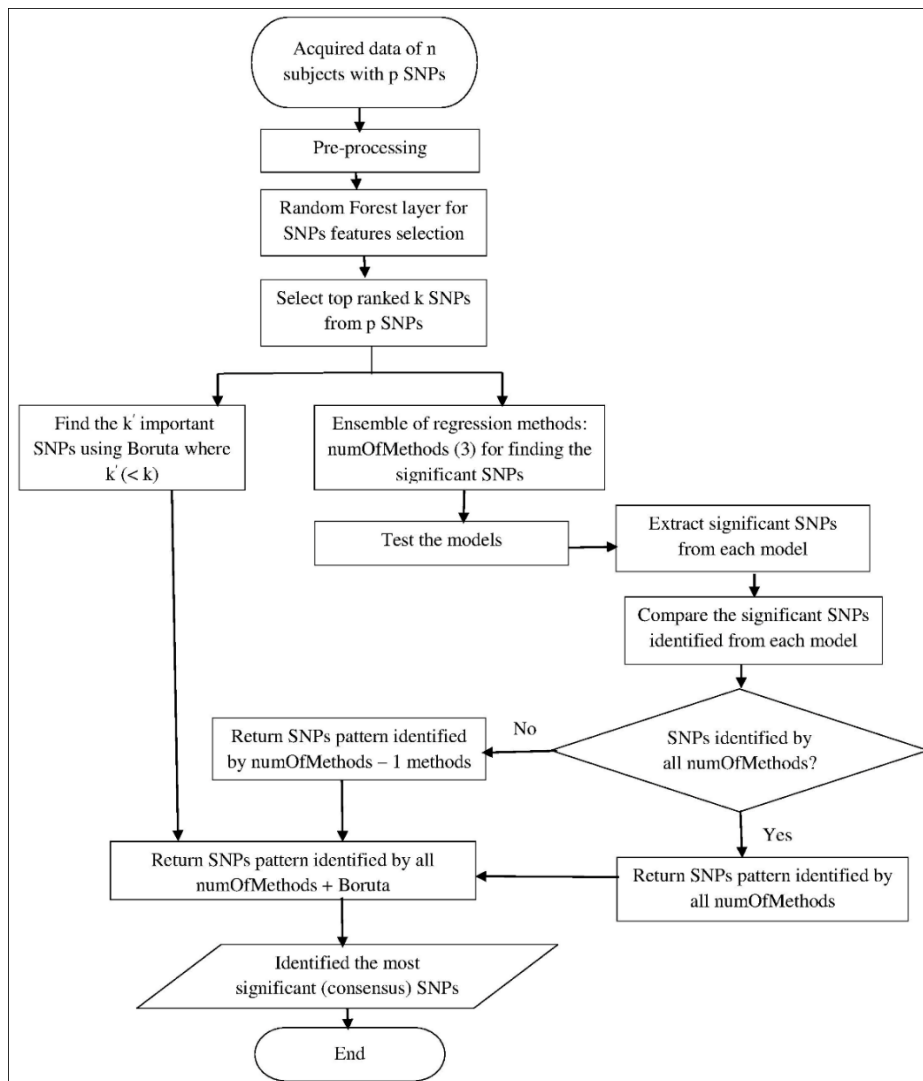 Acquired data of n
subjects with p SNPs
Pre-processing
Random Forest layer for
SNPs features selection
Select top ranked k SNPs
from p SNPs
Find the k′ important
SNPs using Boruta where
k′ (< k)
Ensemble of regression methods:
numOfMethods (3) for finding the
significant SNPs
Test the models
Extract significant SNPs
from each model
Compare the significant SNPs
identified from each model
SNPs identified by
all numOfMethods?
No
Return SNPs pattern identified
by numOfMethods – 1 methods
Yes
Return SNPs pattern identified by
all numOfMethods
Return SNPs pattern identified by all
numOfMethods + Boruta
Identified the most
significant (consensus) SNPs
End